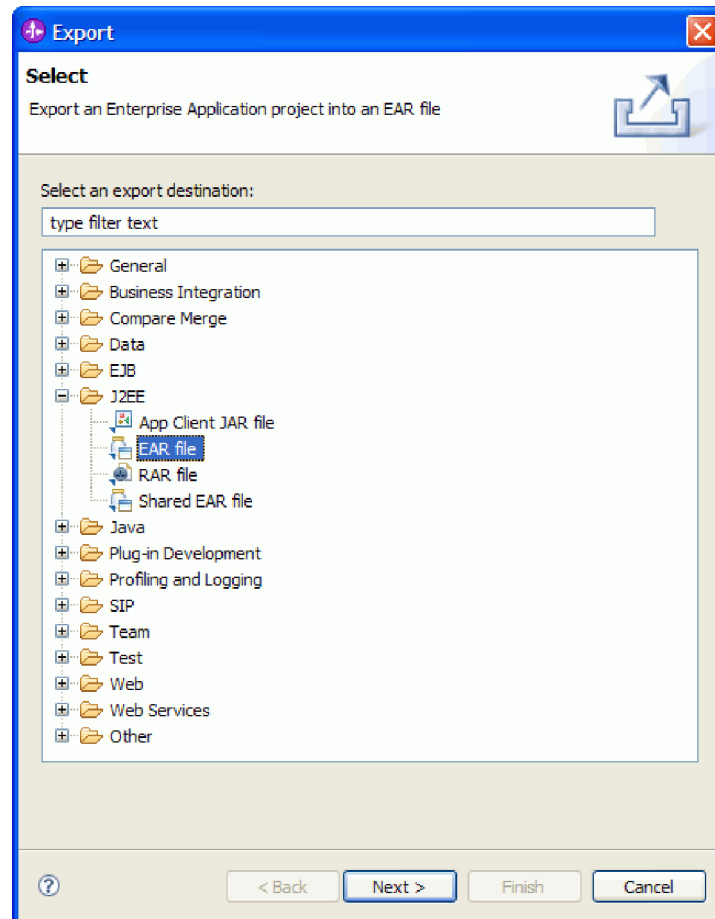 Export
Select
Export an Enterprise Application project into an EAR file
Select an export destination:
type filter text
General
Business Integration
Compare Merge
Data
EJB
J2EE
App Client JAR file
EAR file
RAR file
Shared EAR file
Java
Plug-in Development
Profiling and Logging
SIP
Team
Test
Web
Web Services
Other
? < Back Next > Finish Cancel